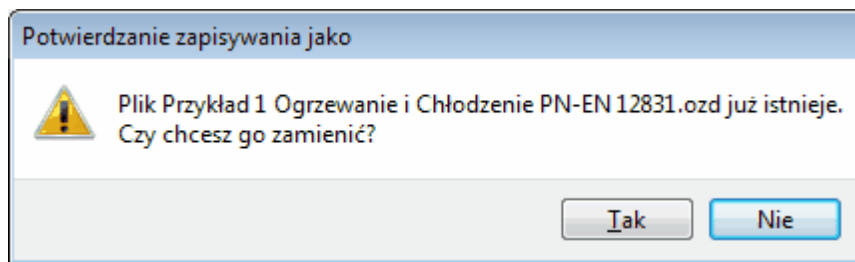 Potwierdzanie zapisywania jako
Plik Przykład 1 Ogrzewanie i Chłodzenie PN-EN 12831.ozd już istnieje.
Czy chcesz go zamienić?
Tak
Nie